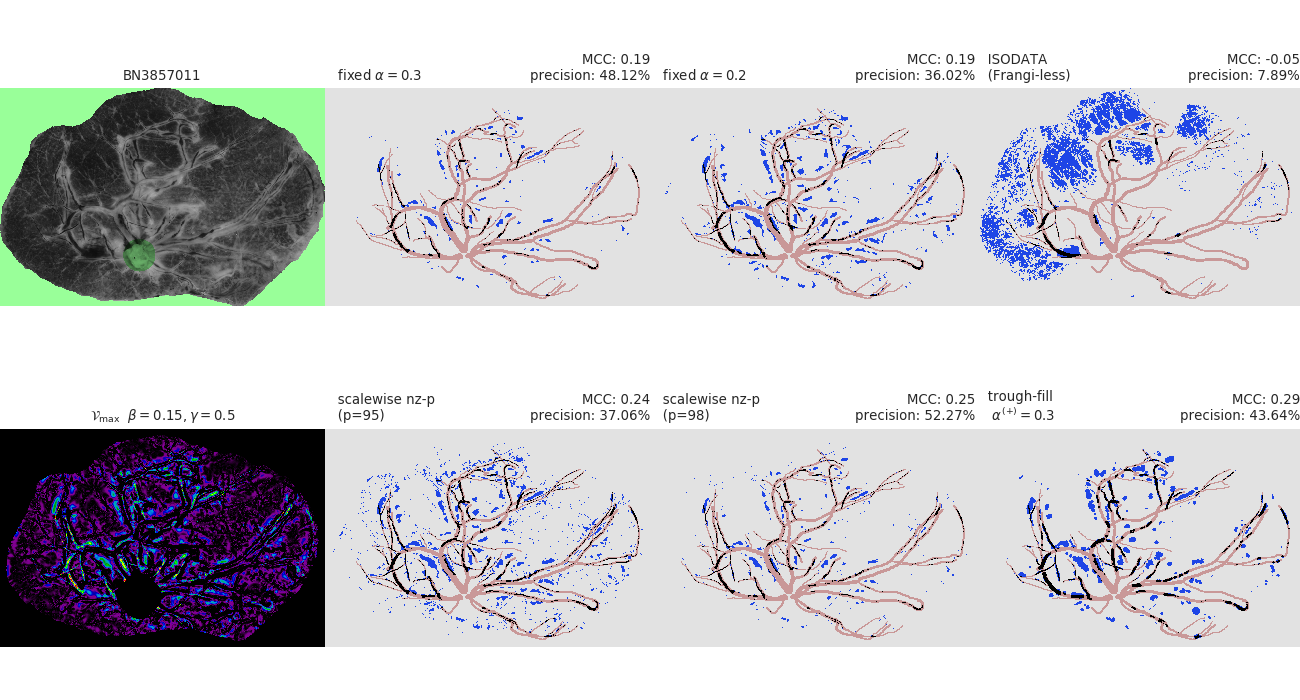 BN3857011
fixed α = 0.3
MCC: 0.19
precision: 48.12%
fixed α = 0.2
MCC: 0.19
precision: 36.02%
ISODATA
(Frangi-less)
MCC: -0.05
precision: 7.89%
𝒱max β = 0.15, γ = 0.5
scalewise nz-p
(p=95)
MCC: 0.24
precision: 37.06%
scalewise nz-p
(p=98)
MCC: 0.25
precision: 52.27%
trough-fill
α(+) = 0.3
MCC: 0.29
precision: 43.64%